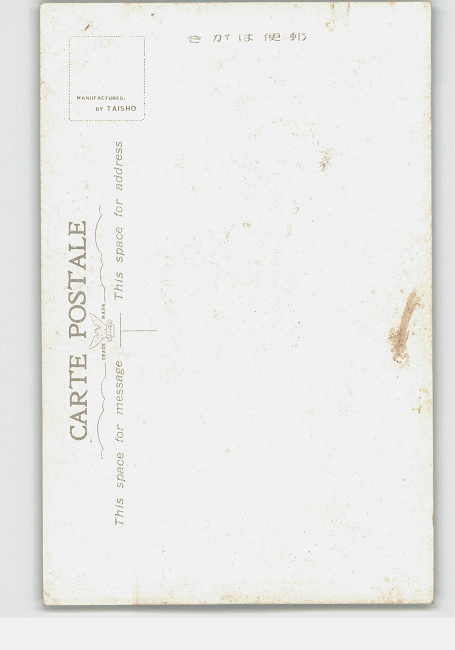 郵便はがき
MANUFACTURED.
BY TAISHO
CARTE POSTALE
TRADE MARK
This space for message
This space for address